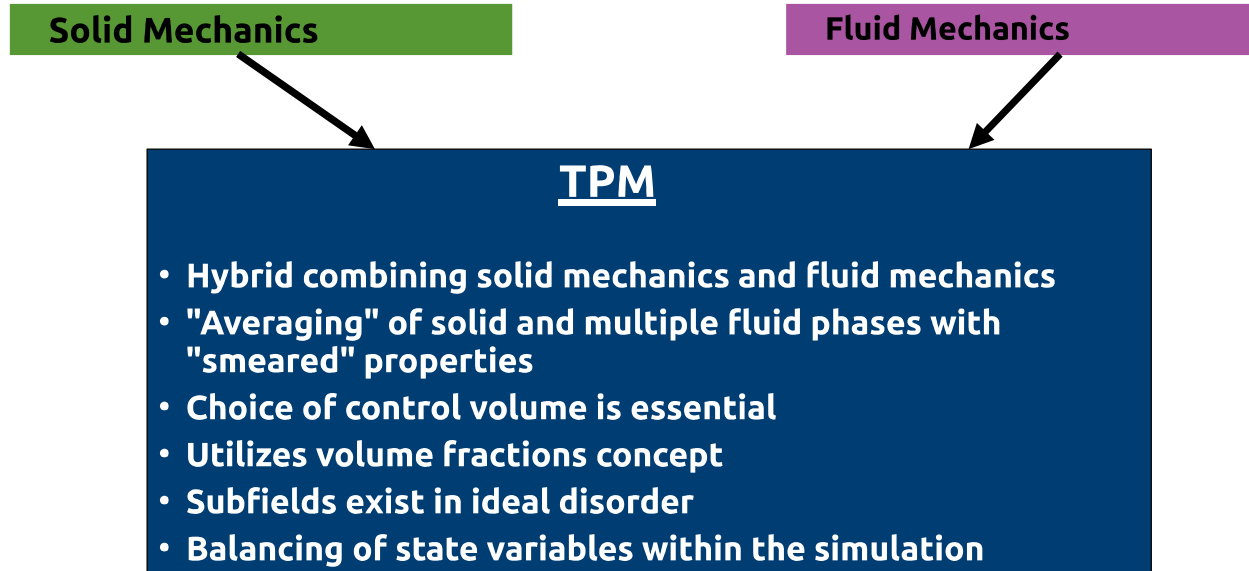 Solid Mechanics
Fluid Mechanics
TPM
• Hybrid combining solid mechanics and fluid mechanics
• "Averaging" of solid and multiple fluid phases with
"smeared" properties
• Choice of control volume is essential
• Utilizes volume fractions concept
• Subfields exist in ideal disorder
• Balancing of state variables within the simulation